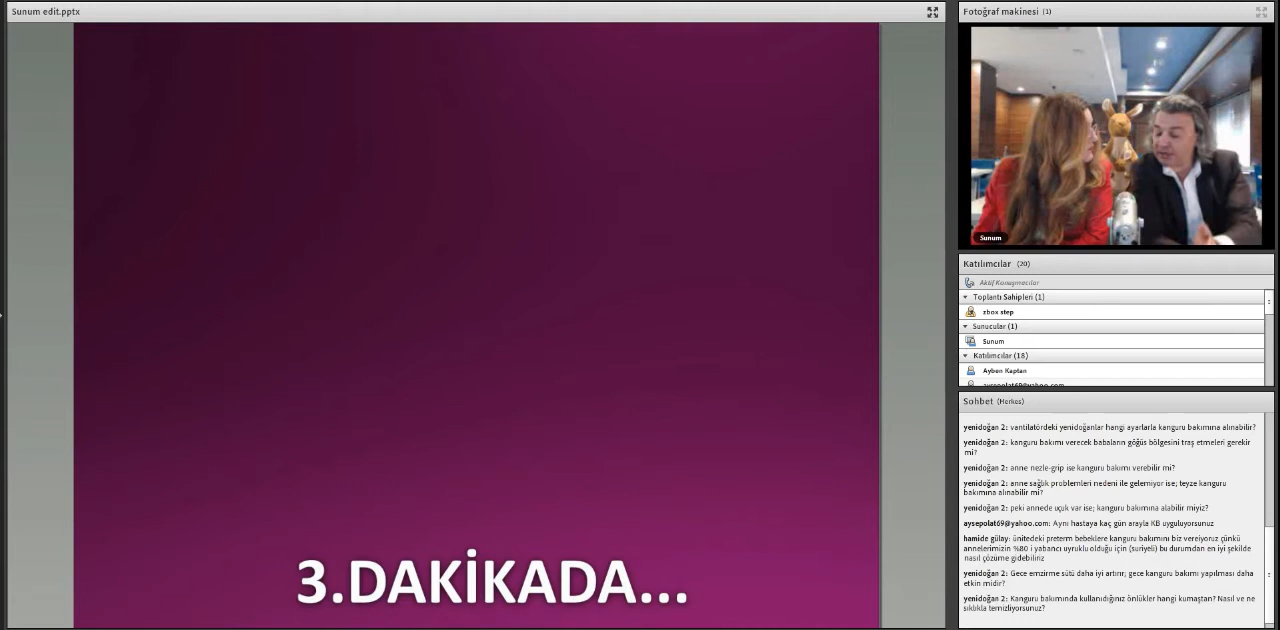 Sunum edit.pptx
3.DAKİKADA...
Fotoğraf makinesi (1)
Sunum
Katılımcılar (20)
Aktif Konuşmacılar
Toplantı Sahipleri (1)
zbox step
Sunucular (1)
Sunum
Katılımcılar (18)
Ayben Kaptan
aysepolat69@yahoo.com
Sohbet (Herkes)
yenidoğan 2: vantilatördeki yenidoğanlar hangi ayarlarla kanguru bakımına alınabilir?
yenidoğan 2: kanguru bakımı verecek babaların göğüs bölgesini traş etmeleri gerekir
mi?
yenidoğan 2: anne nezle-grip ise kanguru bakımı verebilir mi?
yenidoğan 2: anne sağlık problemleri nedeni ile gelemiyor ise; teyze kanguru
bakımına alınabilir mi?
yenidoğan 2: peki annede uçuk var ise; kanguru bakımına alabilir miyiz?
aysepolat69@yahoo.com: Aynı hastaya kaç gün arayla KB uyguluyorsunuz
hamide gülay: ünitedeki preterm bebeklere kanguru bakımını biz vereiyoruz çünkü
annelerimizin %80 i yabancı uyruklu olduğu için (suriyeli) bu durumdan en iyi şekilde
nasıl çözüme gidebiliriz
yenidoğan 2: Gece emzirme sütü daha iyi artırır; gece kanguru bakımı yapılması daha
etkin midir?
yenidoğan 2: Kanguru bakımında kullanıdığınız önlükler hangi kumaştan? Nasıl ve ne
sıklıkla temizliyorsunuz?